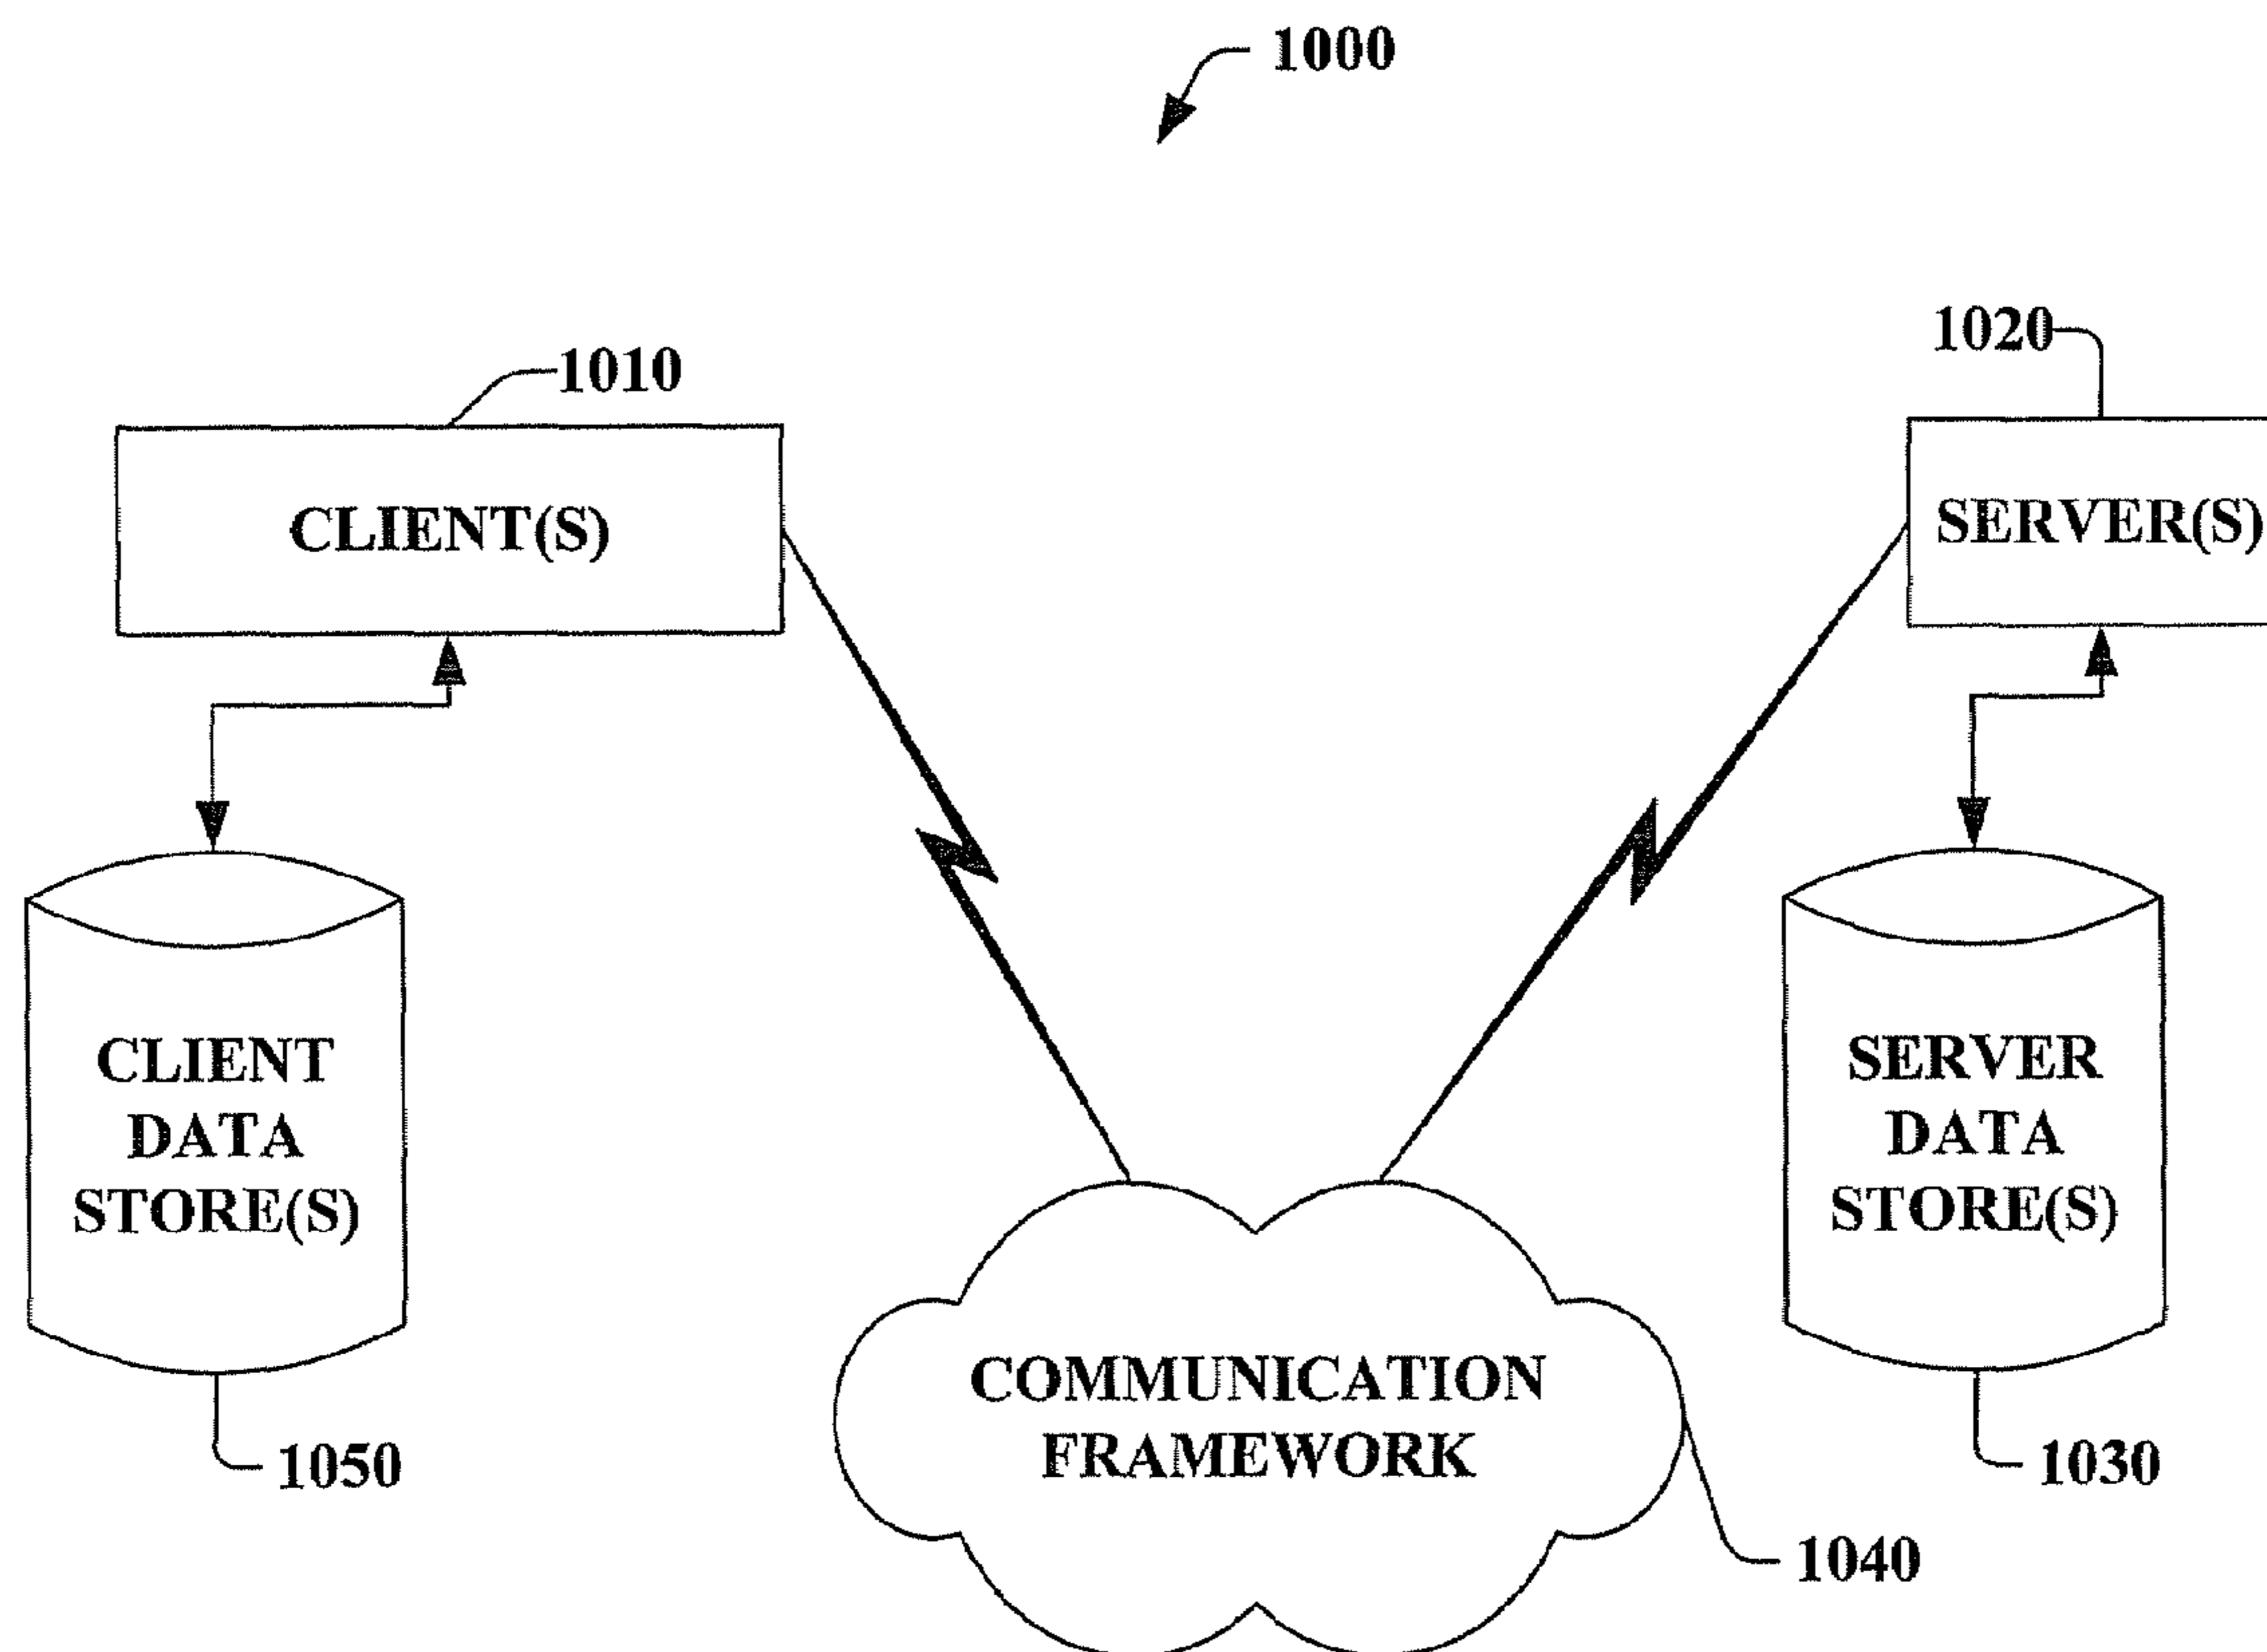 1000
1010
1020
CLIENT(S)
SERVER(S)
CLIENT
DATA
STORE(S)
SERVER
DATA
STORE(S)
COMMUNICATION
FRAMEWORK
1050
1030
1040